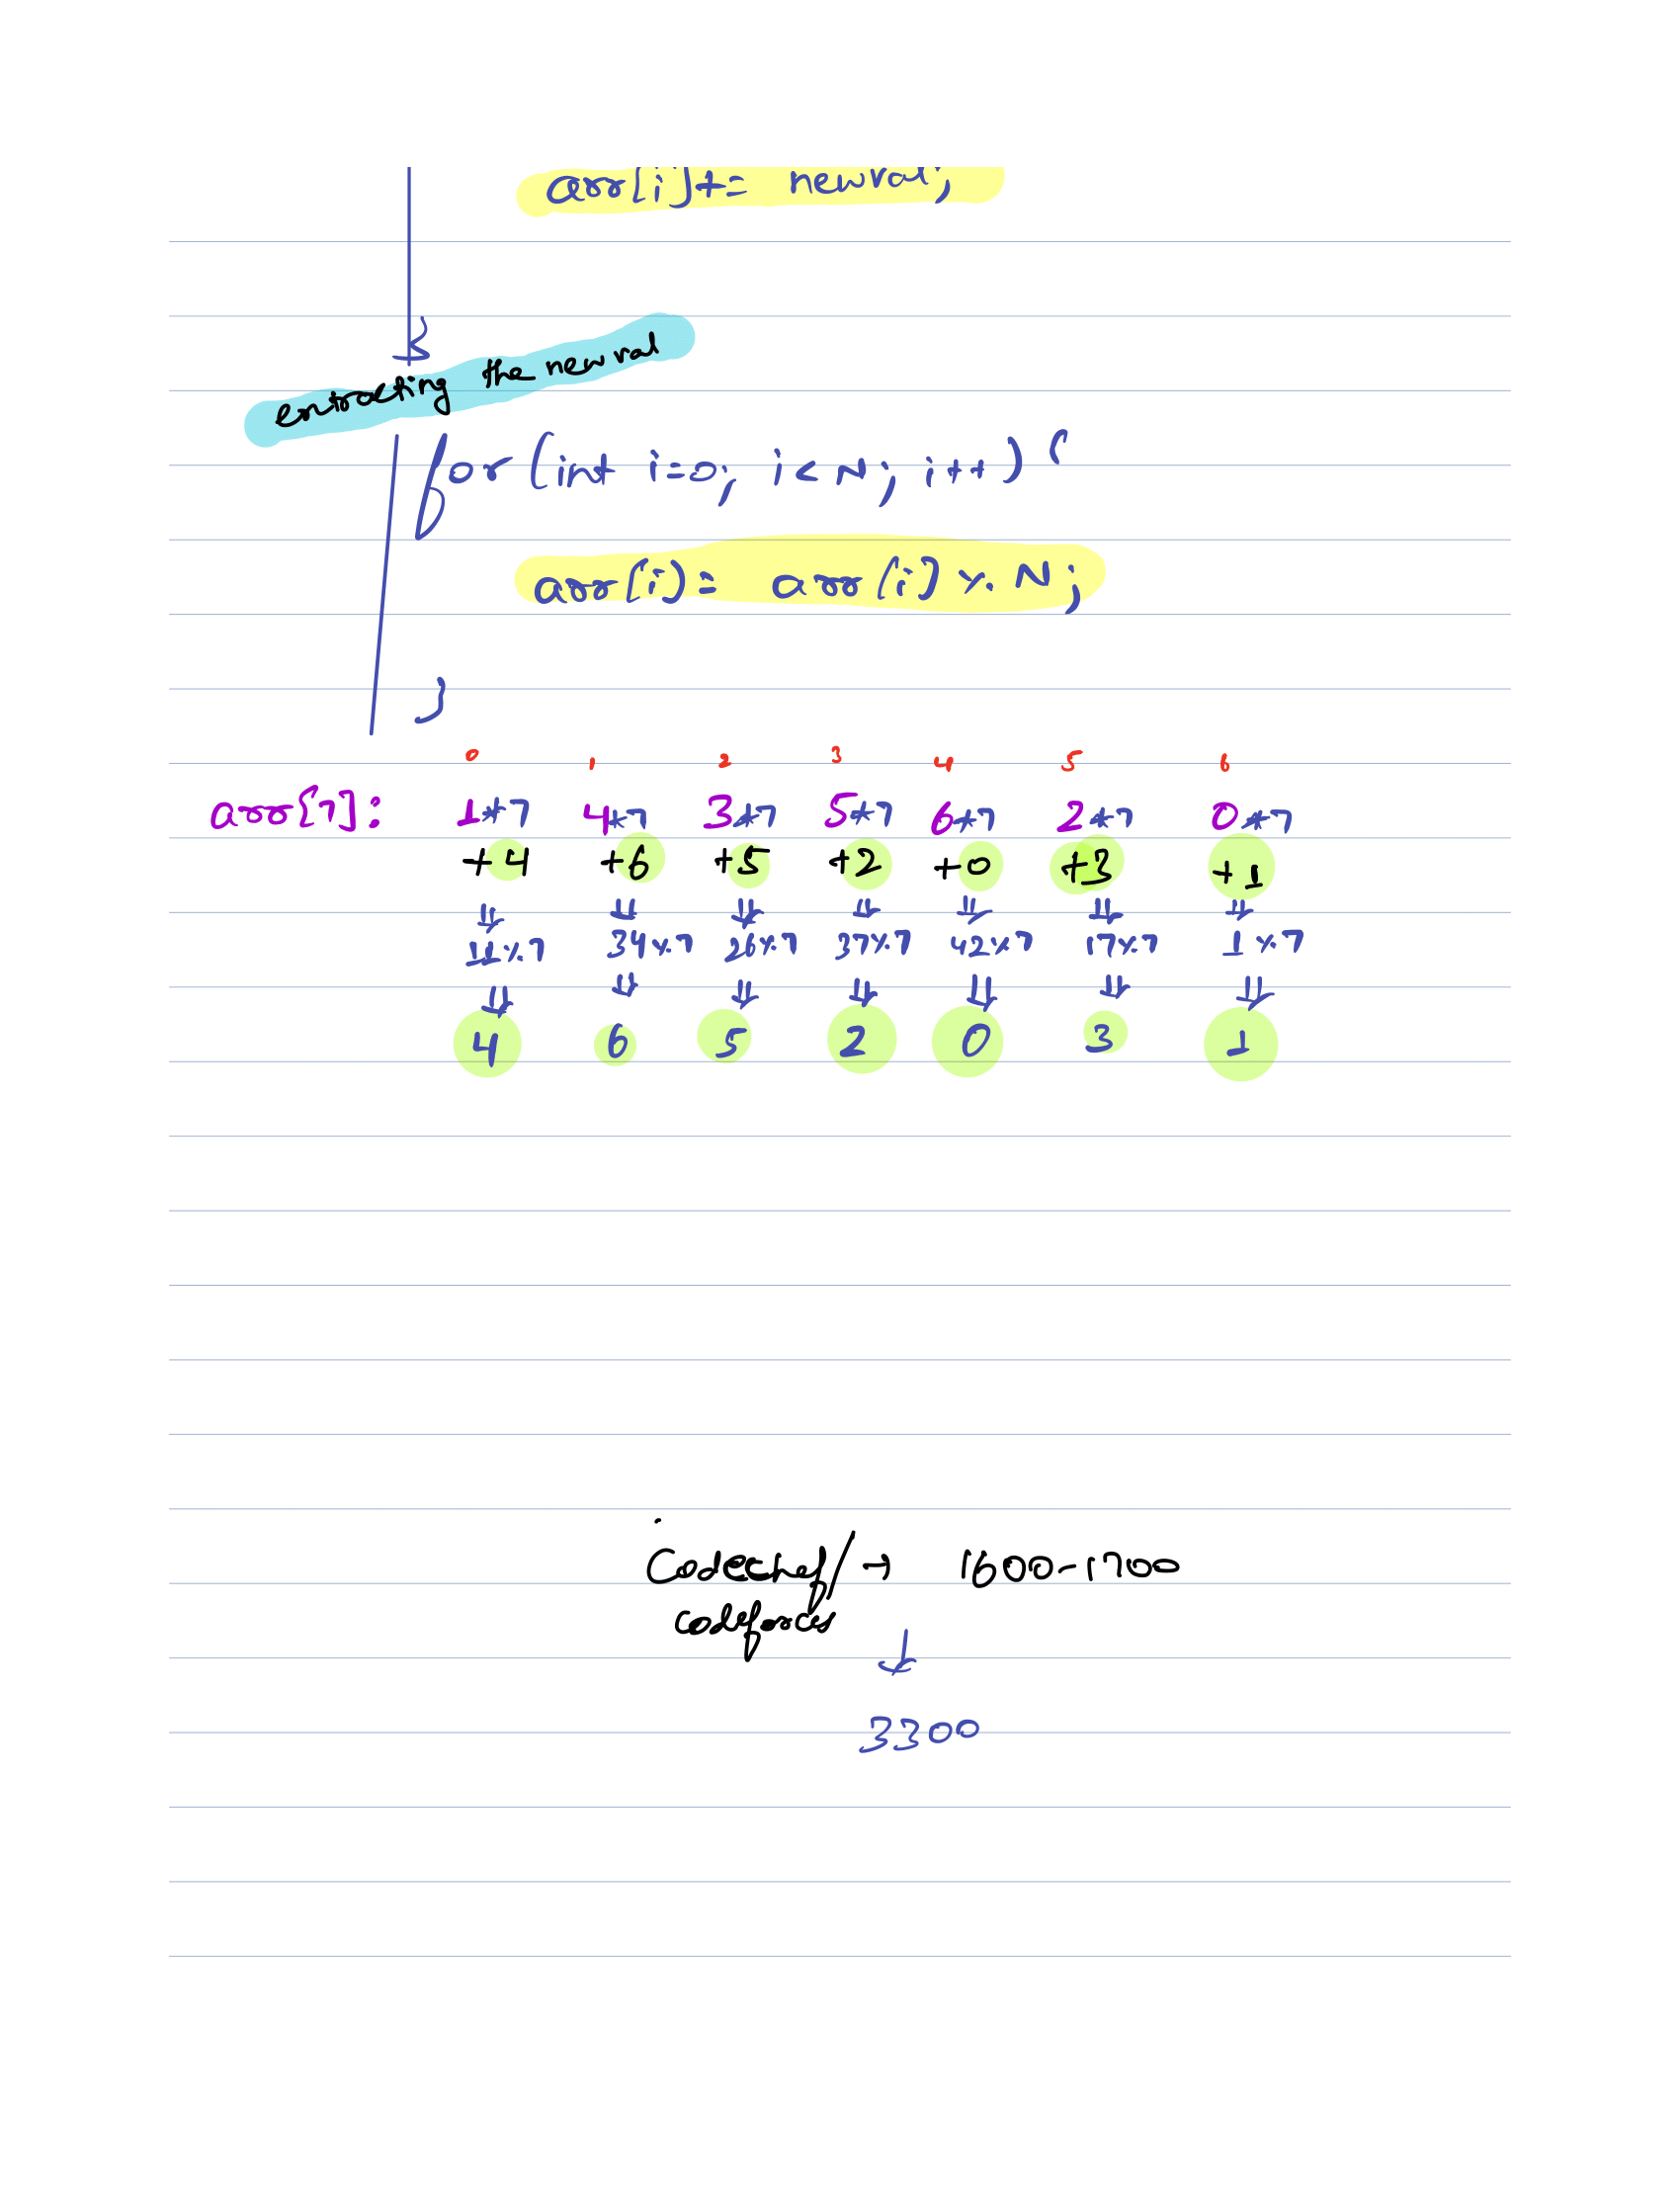 arr[i] += newval;
}
extracting the new val
for (int i=0; i<N; i++) {
arr[i] = arr[i] % N;
}
0 1 2 3 4 5 6
arr[7]: 1*7 4*7 3*7 5*7 6*7 2*7 0*7
+4 +6 +5 +2 +0 +3 +1
⇓ ⇓ ⇓ ⇓ ⇓ ⇓ ⇓
11%7 34%7 26%7 37%7 42%7 17%7 1%7
⇓ ⇓ ⇓ ⇓ ⇓ ⇓ ⇓
4 6 5 2 0 3 1
Codechef/ → 1600-1700
codeforces
↓
3300